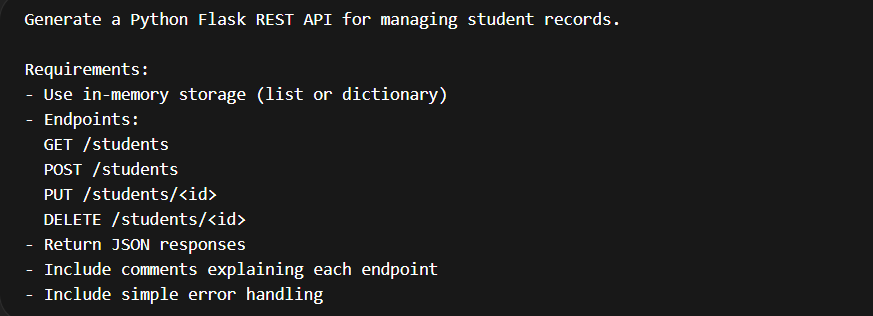 Generate a Python Flask REST API for managing student records.
Requirements:
- Use in-memory storage (list or dictionary)
- Endpoints:
GET /students
POST /students
PUT /students/<id>
DELETE /students/<id>
- Return JSON responses
- Include comments explaining each endpoint
- Include simple error handling